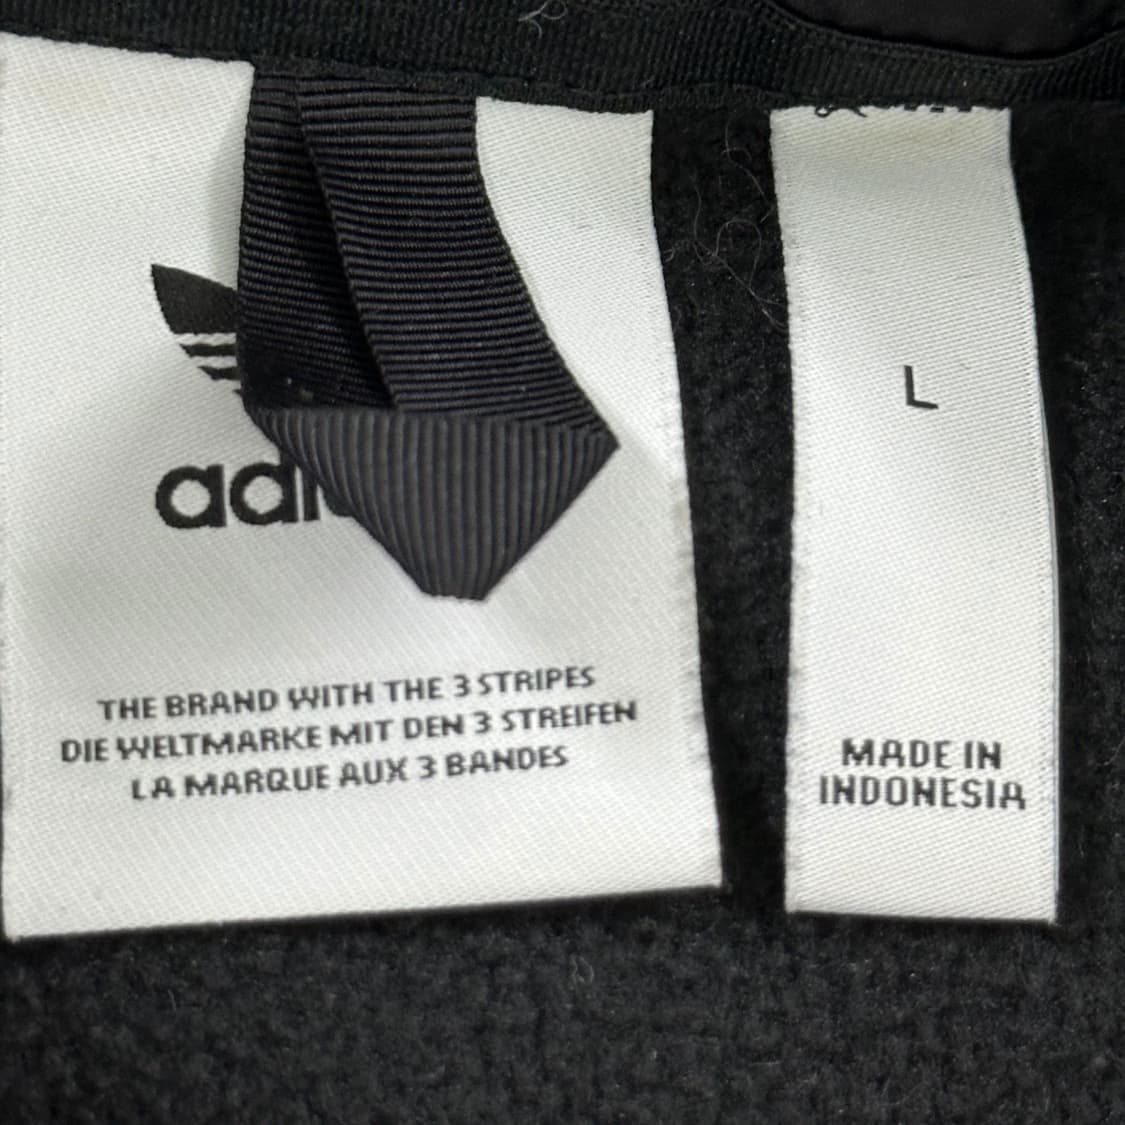 adi
THE BRAND WITH THE 3 STRIPES
DIE WELTMARKE MIT DEN 3 STREIFEN
LA MARQUE AUX 3 BANDES
L
MADE IN
INDONESIA